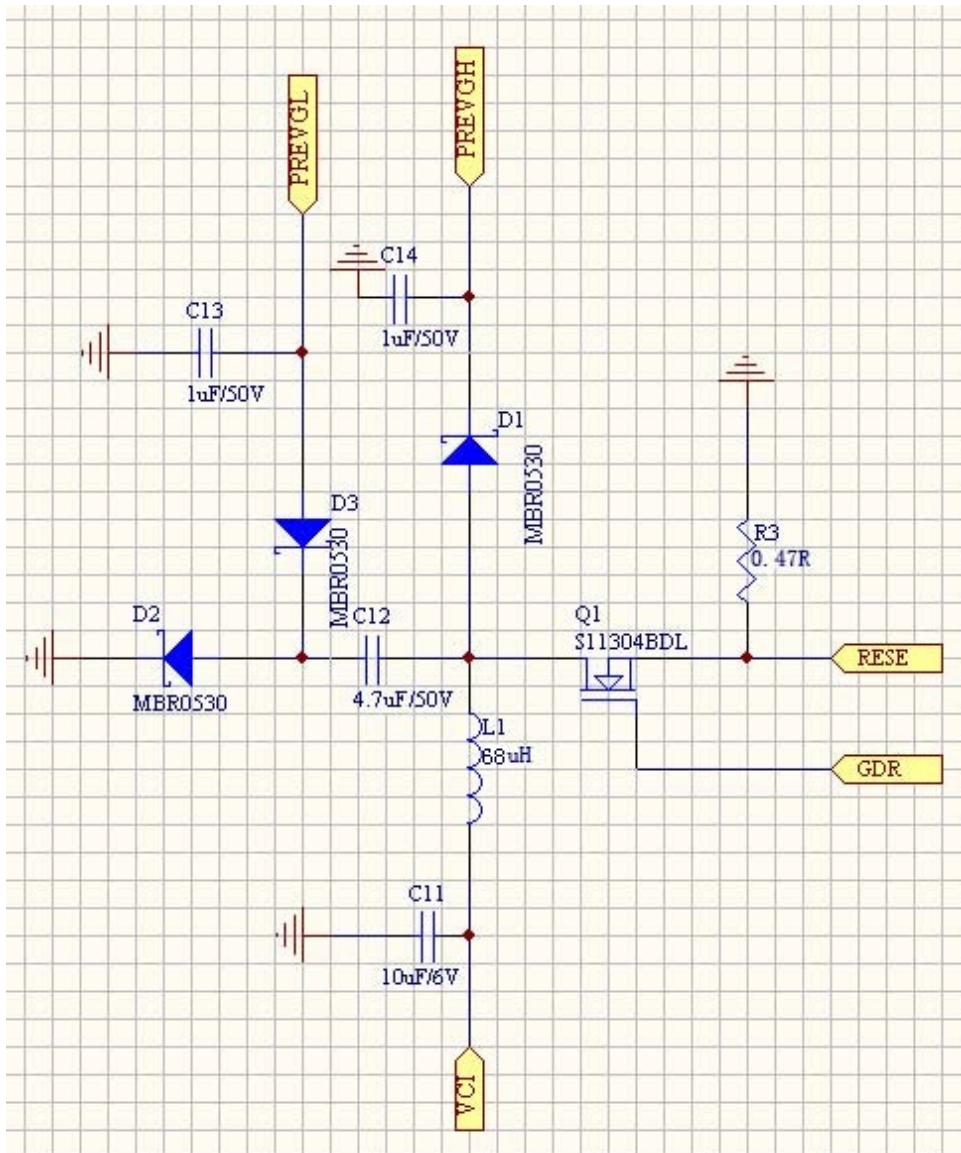 PREVGL
PREVGH
C14
1uF/50V
C13
1uF/50V
D1
MBR0530
D3
MBR0530
R3
0.47R
D2
MBR0530
C12
4.7uF/50V
Q1
S11304BDL
RESE
L1
68uH
GDR
C11
10uF/6V
VCI